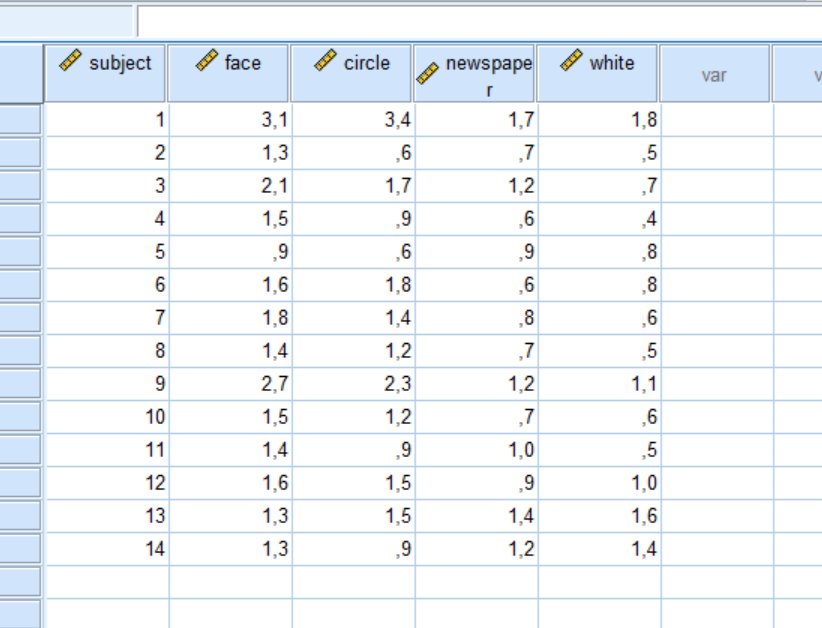 subject face circle newspape white var v
r
1 3,1 3,4 1,7 1,8
2 1,3 ,6 ,7 ,5
3 2,1 1,7 1,2 ,7
4 1,5 ,9 ,6 ,4
5 ,9 ,6 ,9 ,8
6 1,6 1,8 ,6 ,8
7 1,8 1,4 ,8 ,6
8 1,4 1,2 ,7 ,5
9 2,7 2,3 1,2 1,1
10 1,5 1,2 ,7 ,6
11 1,4 ,9 1,0 ,5
12 1,6 1,5 ,9 1,0
13 1,3 1,5 1,4 1,6
14 1,3 ,9 1,2 1,4